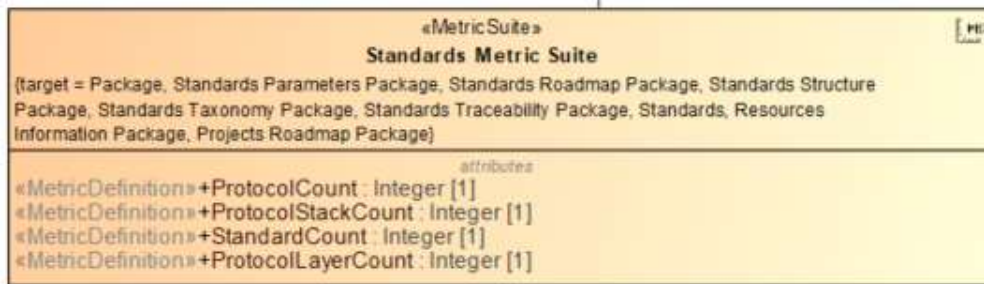 «MetricSuite»
Standards Metric Suite
{target = Package, Standards Parameters Package, Standards Roadmap Package, Standards Structure
Package, Standards Taxonomy Package, Standards Traceability Package, Standards, Resources
Information Package, Projects Roadmap Package}
attributes
«MetricDefinition»+ProtocolCount : Integer [1]
«MetricDefinition»+ProtocolStackCount : Integer [1]
«MetricDefinition»+StandardCount : Integer [1]
«MetricDefinition»+ProtocolLayerCount : Integer [1]